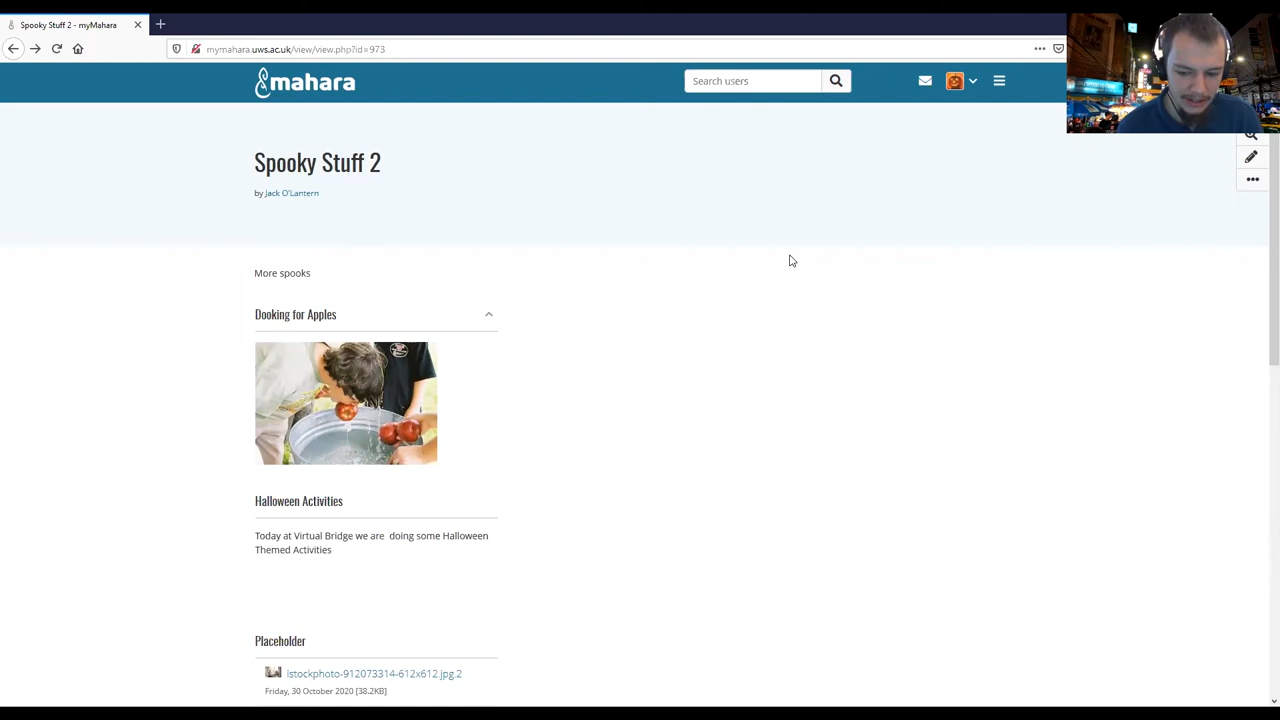 Spooky Stuff 2 - myMahara
mymahara.uws.ac.uk/view/view.php?id=973
mahara
Search users
Spooky Stuff 2
by Jack O'Lantern
More spooks
Dooking for Apples
Halloween Activities
Today at Virtual Bridge we are doing some Halloween
Themed Activities
Placeholder
istockphoto-912073314-612x612.jpg.2
Friday, 30 October 2020 [38.2KB]